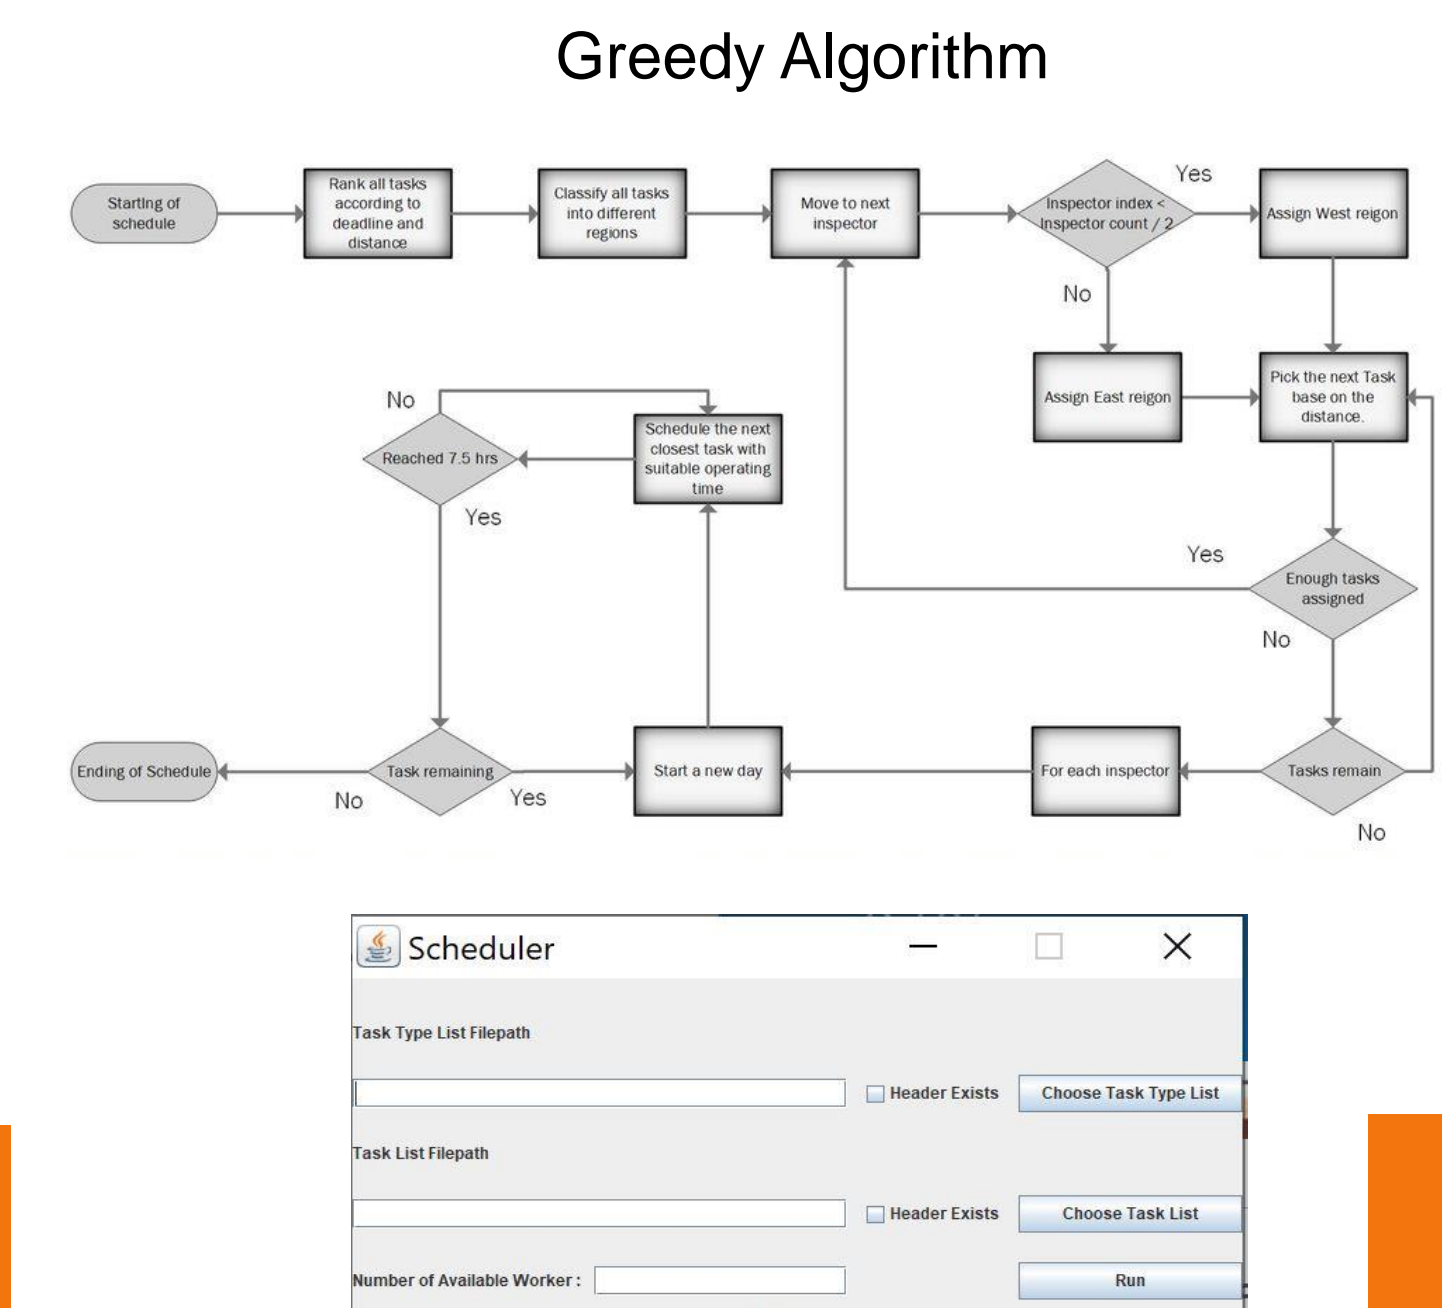 Greedy Algorithm
Starting of
schedule
Rank all tasks
according to
deadline and
distance
Classify all tasks
into different
regions
Move to next
inspector
Inspector index <
Inspector count / 2
Yes
Assign West reigon
No
Assign East reigon
Pick the next Task
base on the
distance.
No
Reached 7.5 hrs
Yes
Schedule the next
closest task with
suitable operating
time
Yes
Enough tasks
assigned
No
Ending of Schedule
No
Task remaining
Yes
Start a new day
For each inspector
Tasks remain
No
Scheduler
Task Type List Filepath
Header Exists
Choose Task Type List
Task List Filepath
Header Exists
Choose Task List
Number of Available Worker :
Run